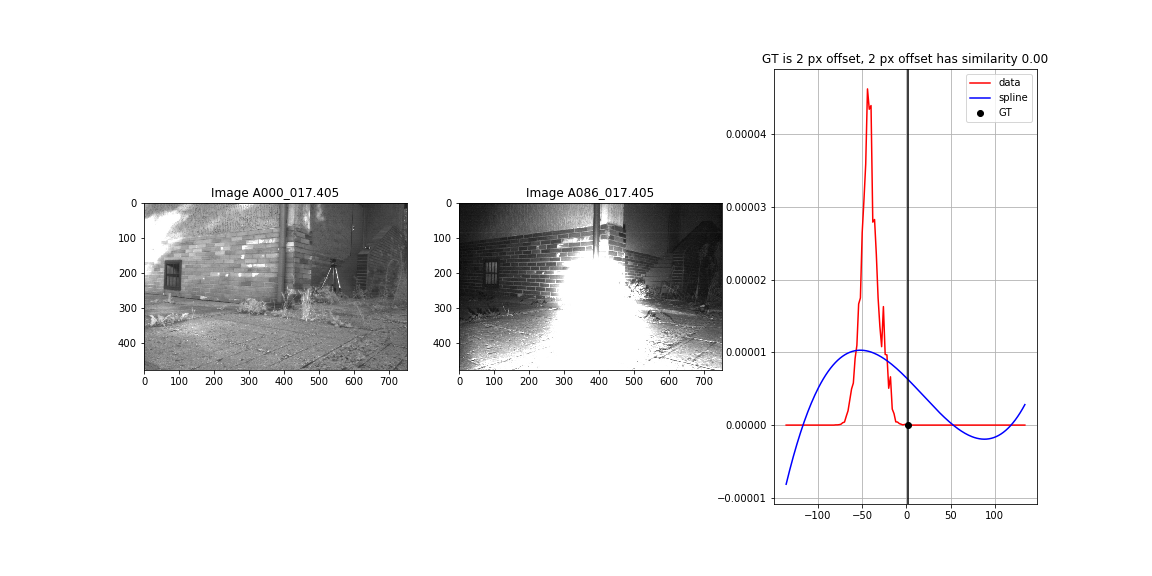 Image A000_017.405
0
100
200
300
400
0 100 200 300 400 500 600 700
Image A086_017.405
0
100
200
300
400
0 100 200 300 400 500 600 700
GT is 2 px offset, 2 px offset has similarity 0.00
data
spline
GT
0.00004
0.00003
0.00002
0.00001
0.00000
−0.00001
−100 −50 0 50 100